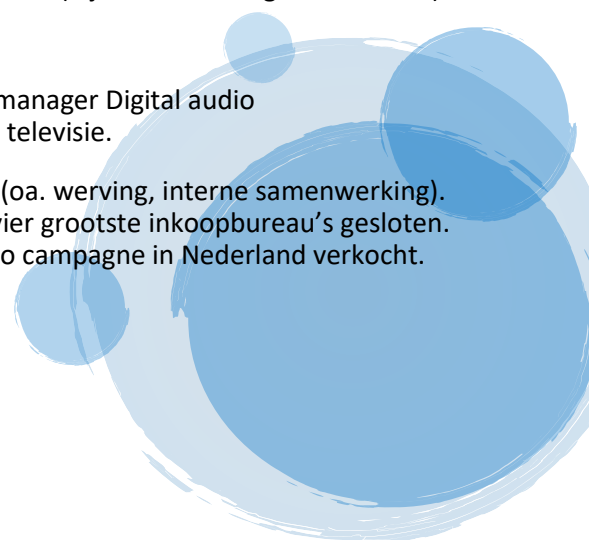 manager Digital audio
televisie.
(oa. werving, interne samenwerking).
vier grootste inkoopbureau’s gesloten.
o campagne in Nederland verkocht.